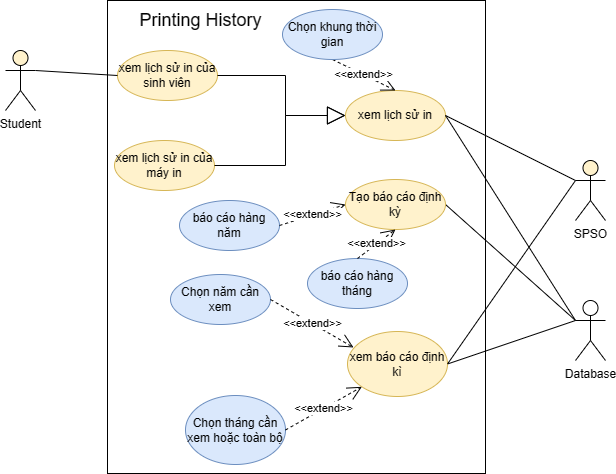 Printing History
Chọn khung thời
gian
<<extend>>
xem lịch sử in của
sinh viên
Student
xem lịch sử in
xem lịch sử in của
máy in
Tạo báo cáo định
kỳ
SPSO
báo cáo hàng
năm
<<extend>>
<<extend>>
báo cáo hàng
tháng
Chọn năm cần
xem
<<extend>>
xem báo cáo định
kì
Database
Chọn tháng cần
xem hoặc toàn bộ
<<extend>>